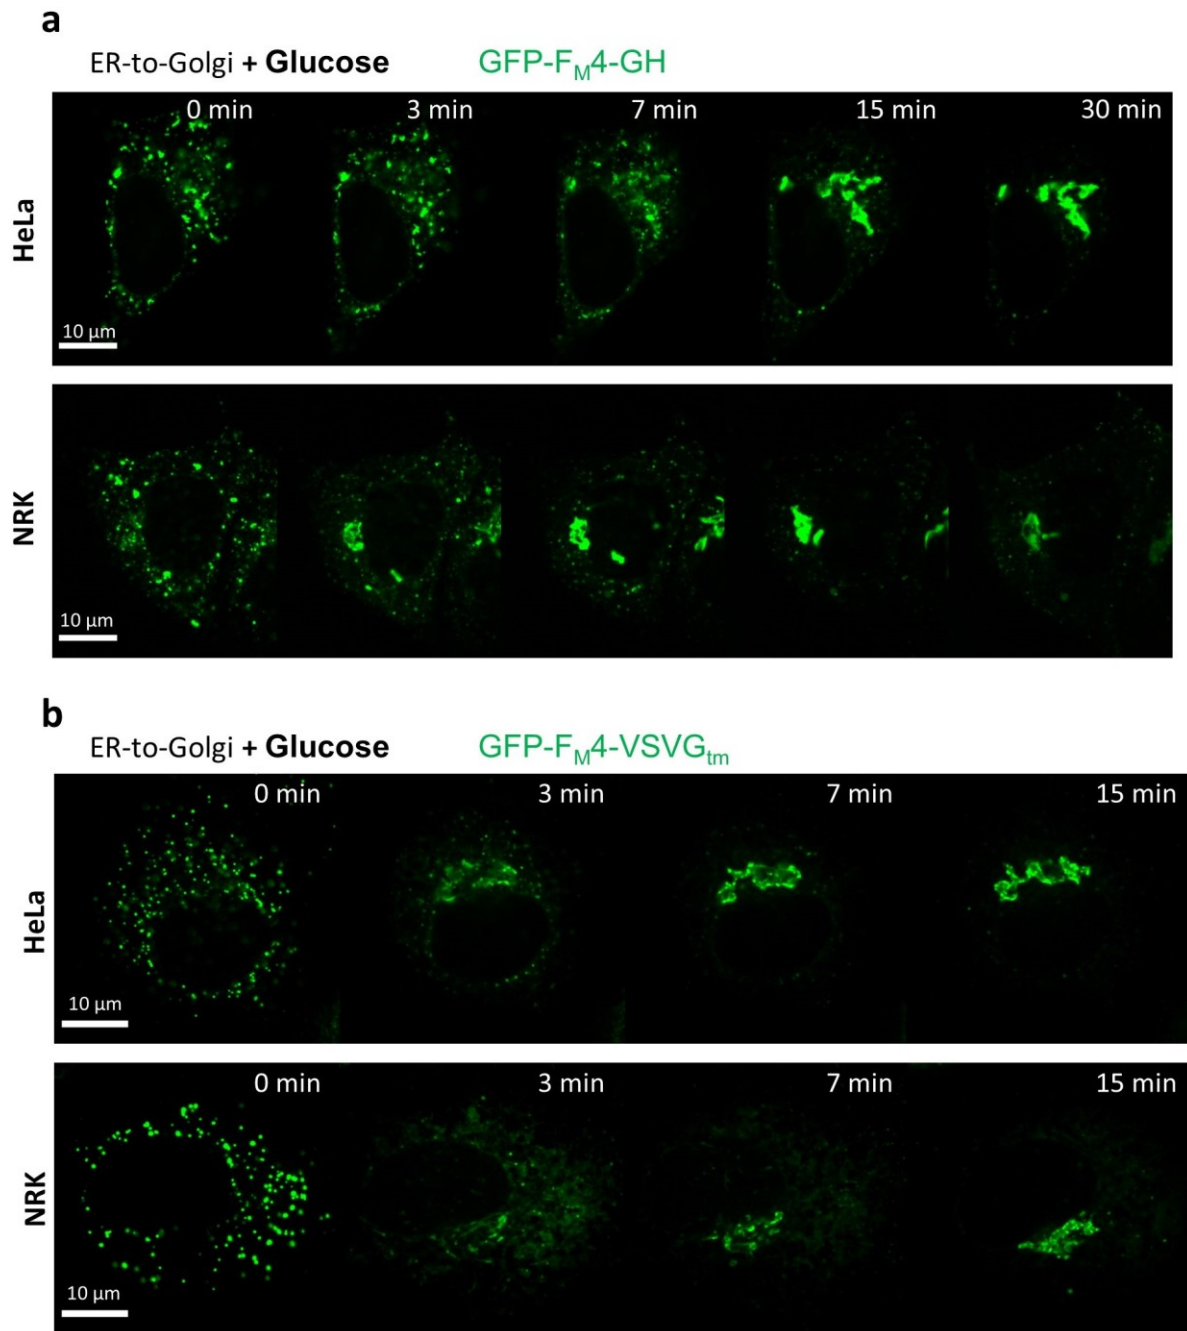 a
ER-to-Golgi + Glucose GFP-FM4-GH
0 min 3 min 7 min 15 min 30 min
HeLa
10 µm
NRK
10 µm
b
ER-to-Golgi + Glucose GFP-FM4-VSVGtm
0 min 3 min 7 min 15 min
HeLa
10 µm
0 min 3 min 7 min 15 min
NRK
10 µm